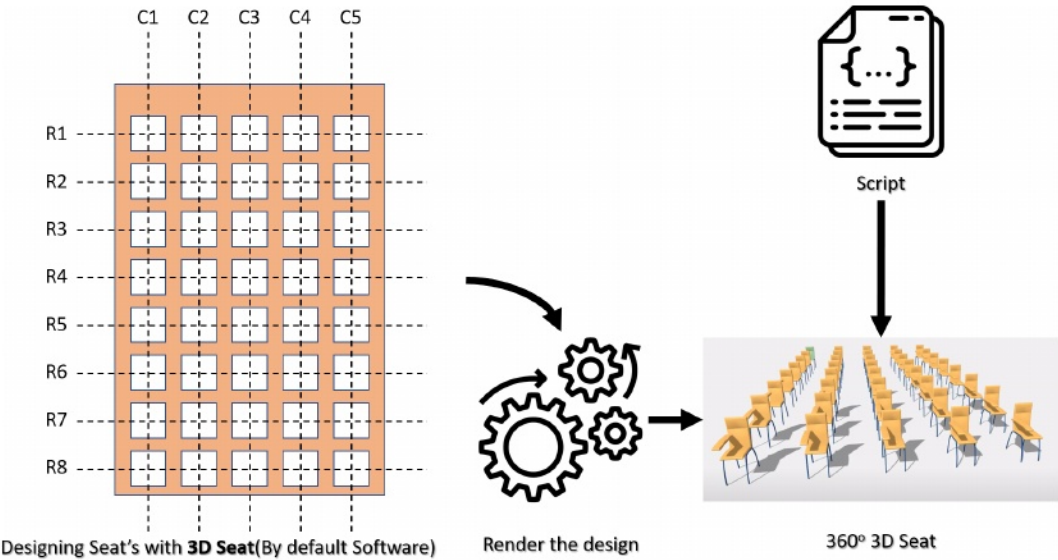 C1 C2 C3 C4 C5
R1
R2
R3
R4
R5
R6
R7
R8
Designing Seat's with 3D Seat(By default Software)
Render the design
{...}
Script
360º 3D Seat